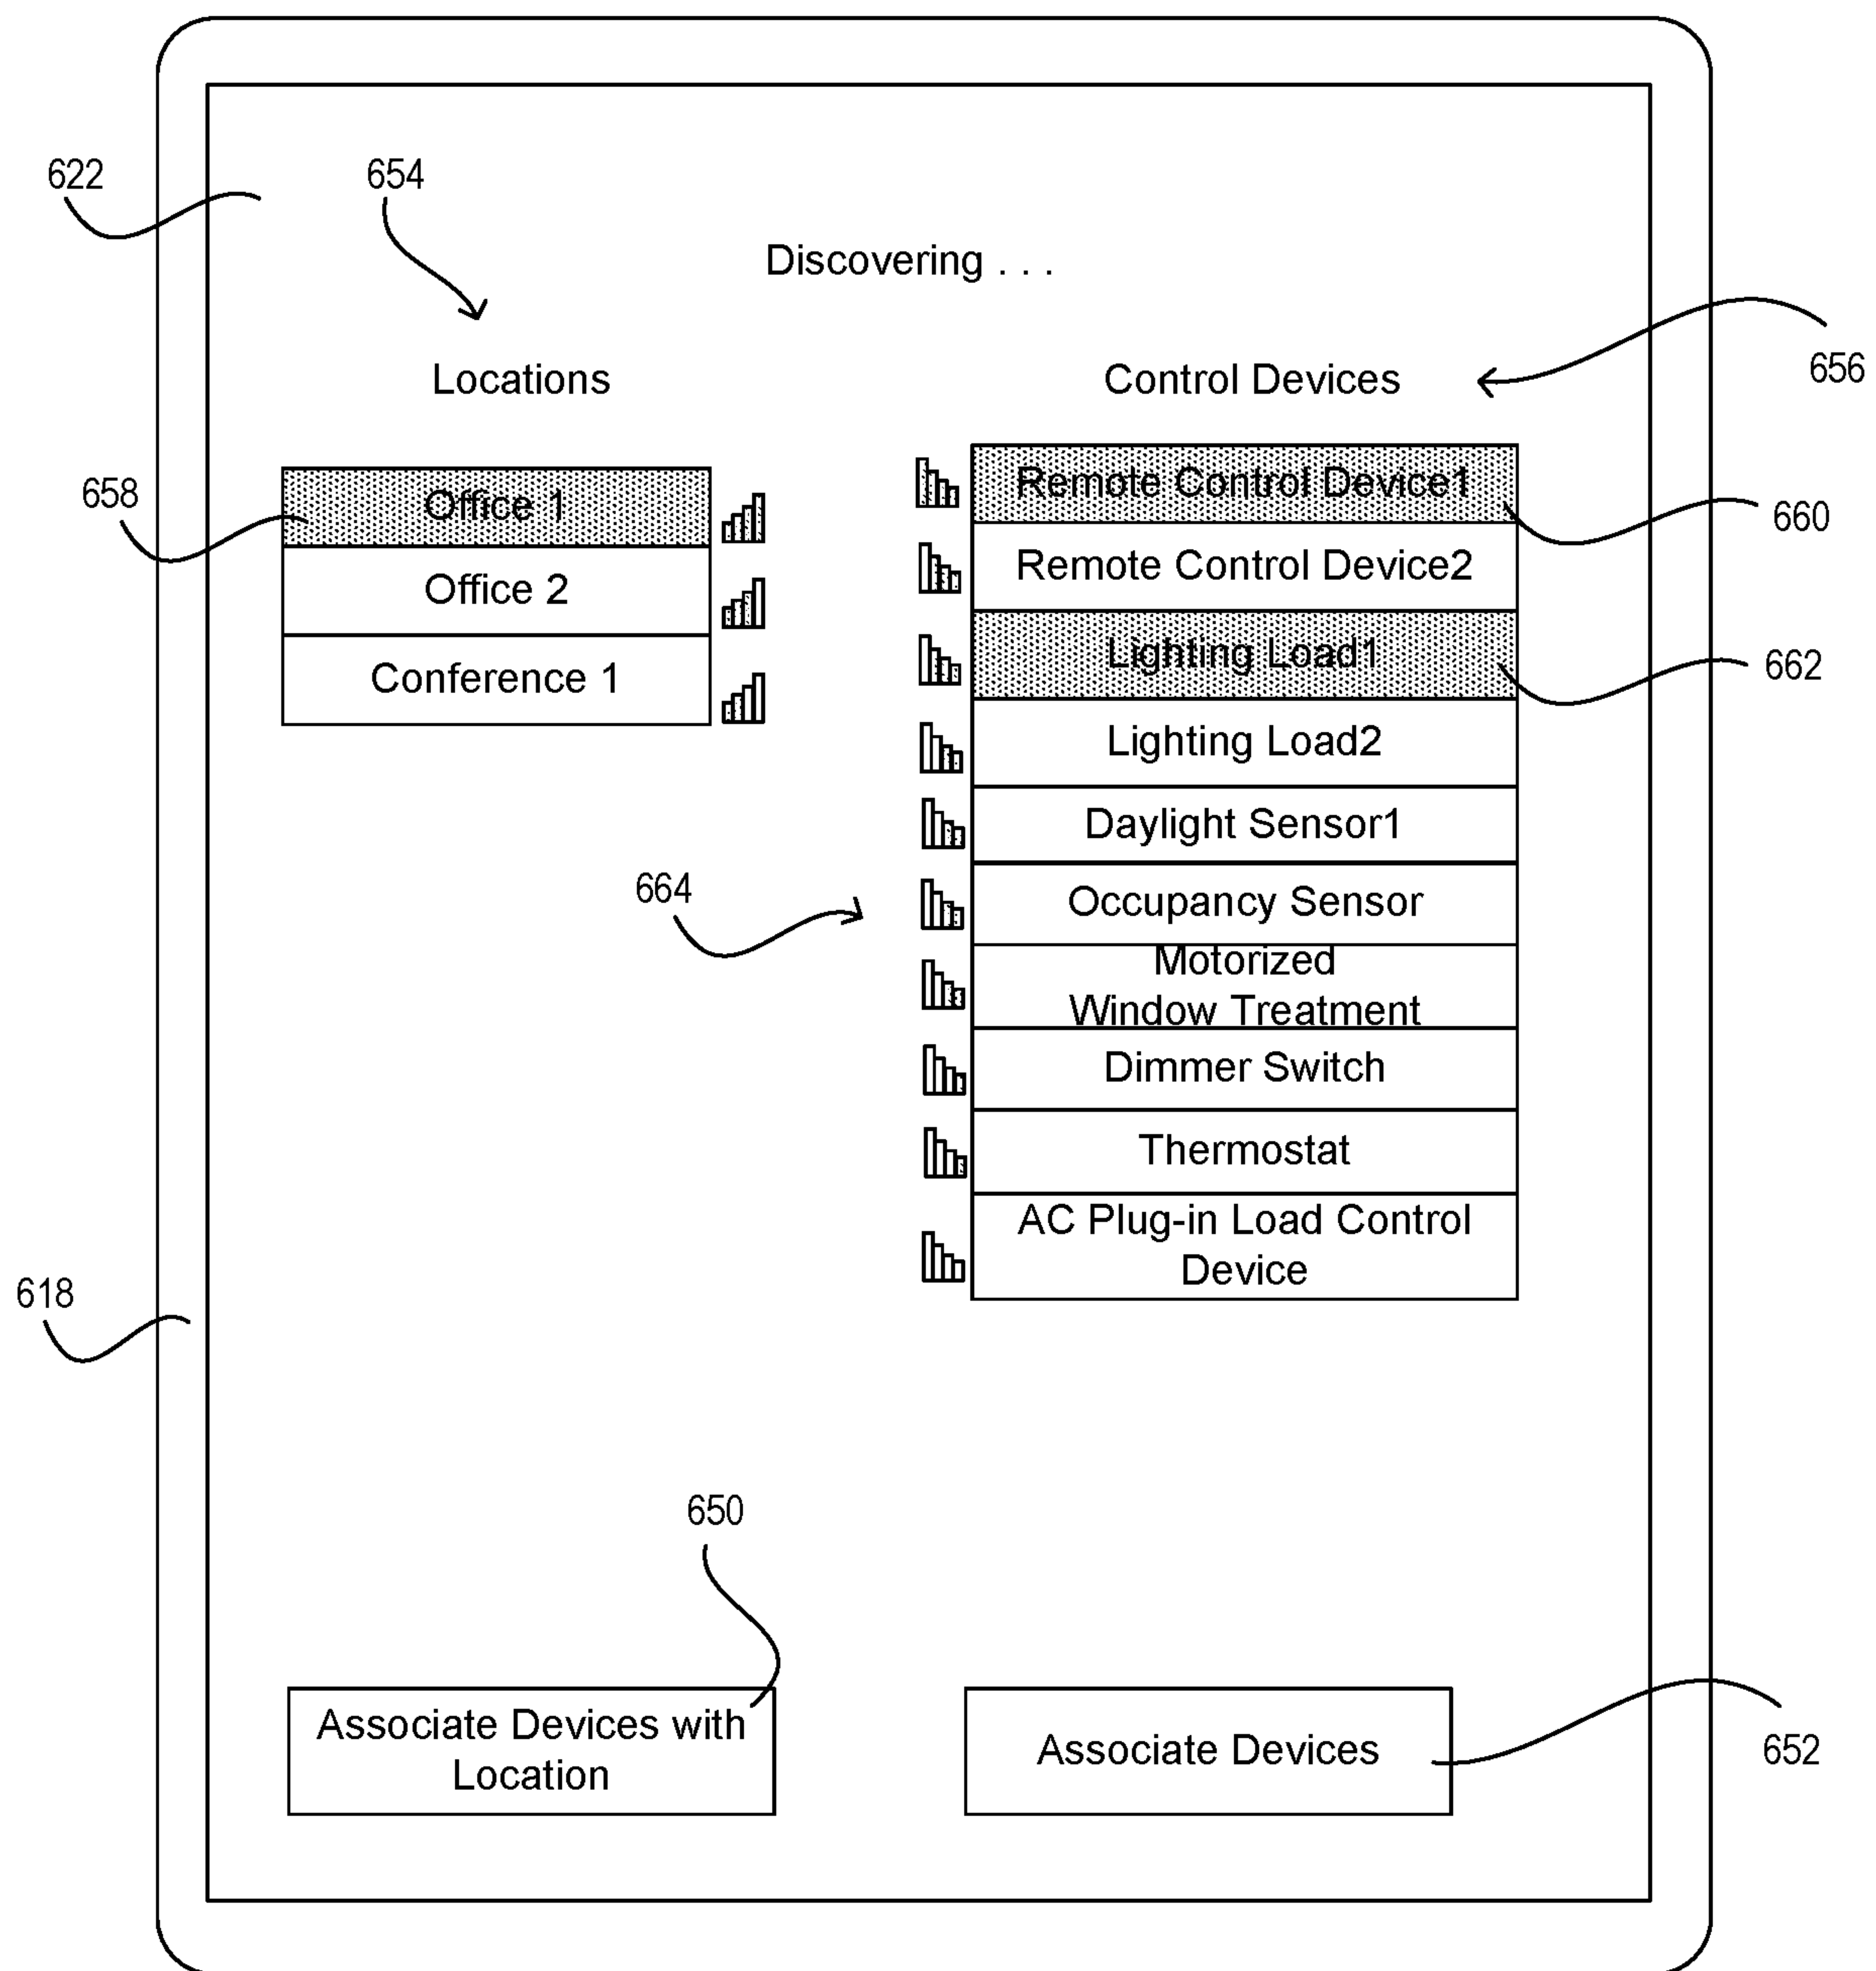 622
654
Discovering . . .
656
Locations
Control Devices
658
Office 1
Office 2
Conference 1
Remote Control Device1
660
Remote Control Device2
Lighting Load1
662
Lighting Load2
Daylight Sensor1
664
Occupancy Sensor
Motorized
Window Treatment
Dimmer Switch
Thermostat
AC Plug-in Load Control
Device
618
650
Associate Devices with
Location
Associate Devices
652